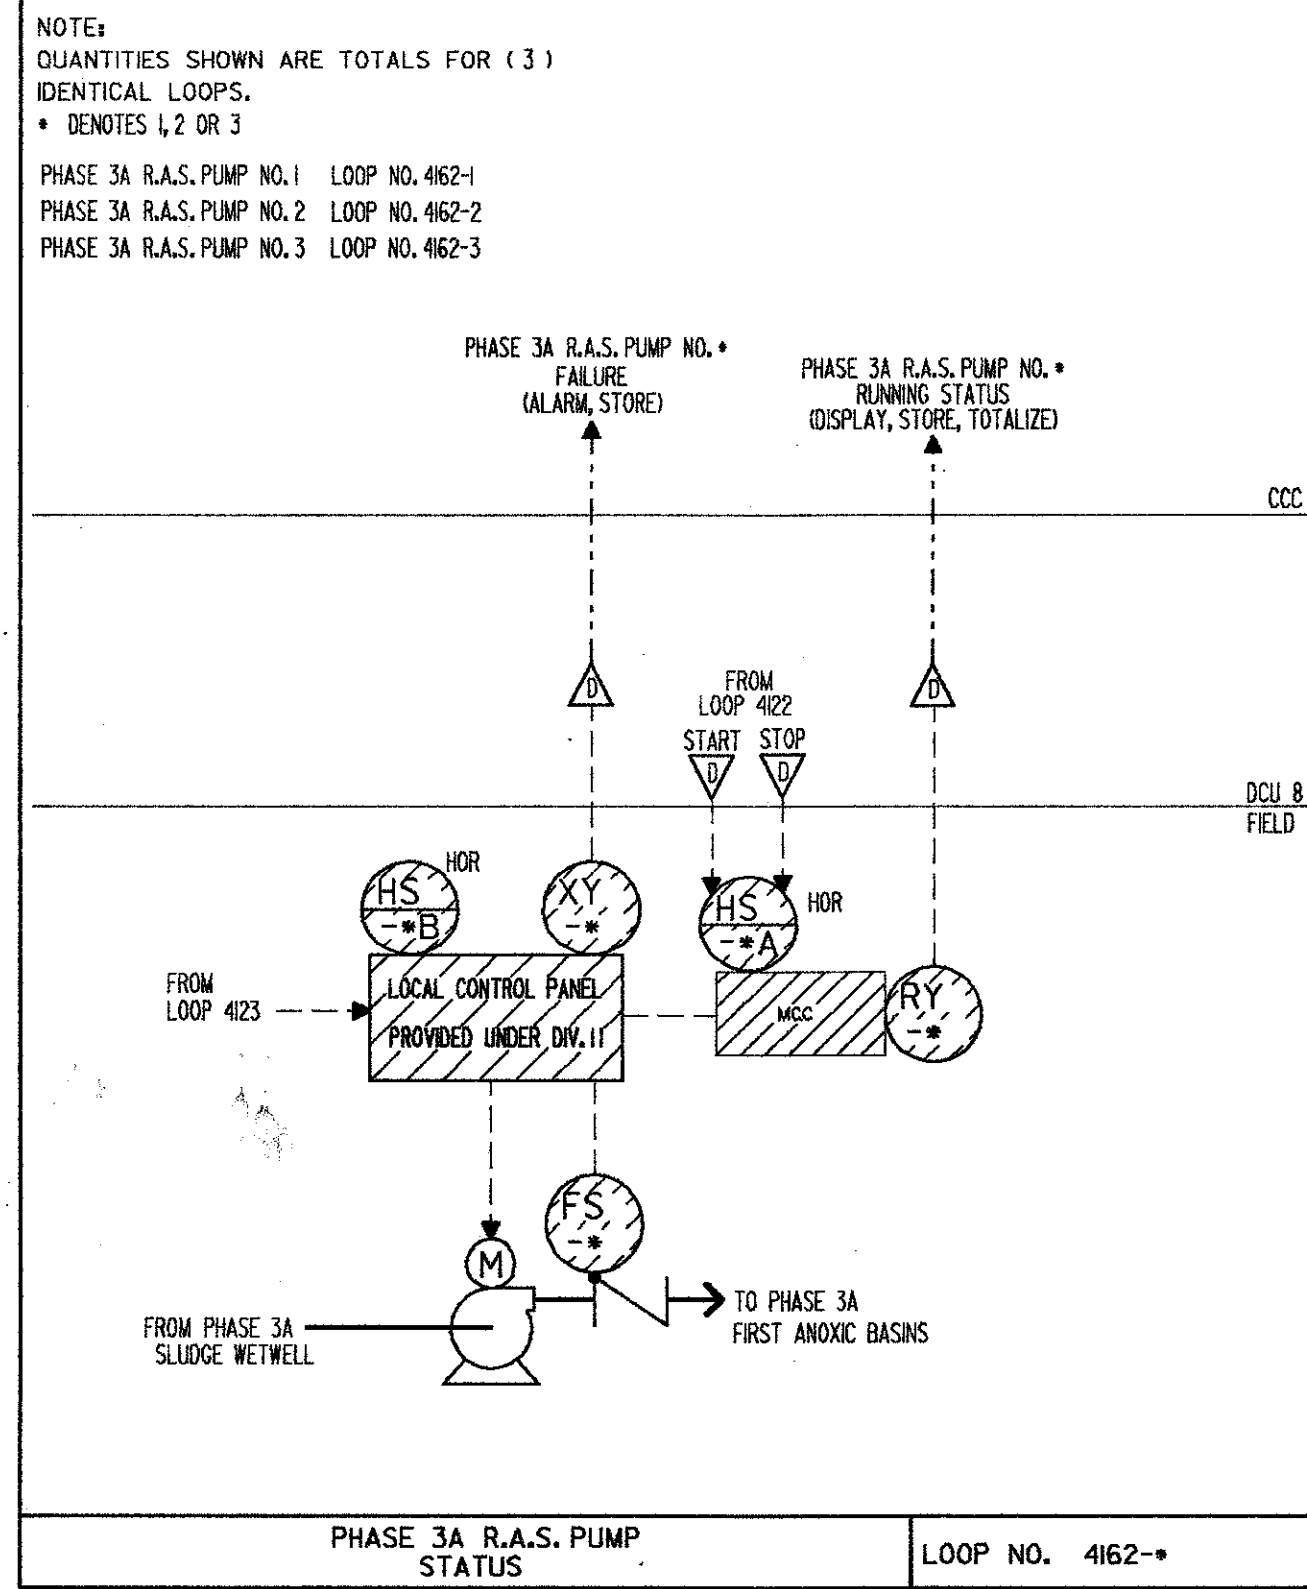 NOTE:
QUANTITIES SHOWN ARE TOTALS FOR (3)
IDENTICAL LOOPS.
* DENOTES 1, 2 OR 3
PHASE 3A R.A.S. PUMP NO. 1 LOOP NO. 4162-1
PHASE 3A R.A.S. PUMP NO. 2 LOOP NO. 4162-2
PHASE 3A R.A.S. PUMP NO. 3 LOOP NO. 4162-3
PHASE 3A R.A.S. PUMP NO. *
FAILURE
(ALARM, STORE)
PHASE 3A R.A.S. PUMP NO. *
RUNNING STATUS
(DISPLAY, STORE, TOTALIZE)
CCC
D
FROM
LOOP 4122
START STOP
D D
D
DCU 8
FIELD
HS
-*B
HOR
XY
-*
HS
-*A
HOR
FROM
LOOP 4123
LOCAL CONTROL PANEL
PROVIDED UNDER DIV. 11
MCC
RY
-*
FS
-*
M
FROM PHASE 3A
SLUDGE WETWELL
TO PHASE 3A
FIRST ANOXIC BASINS
PHASE 3A R.A.S. PUMP
STATUS
LOOP NO. 4162-*